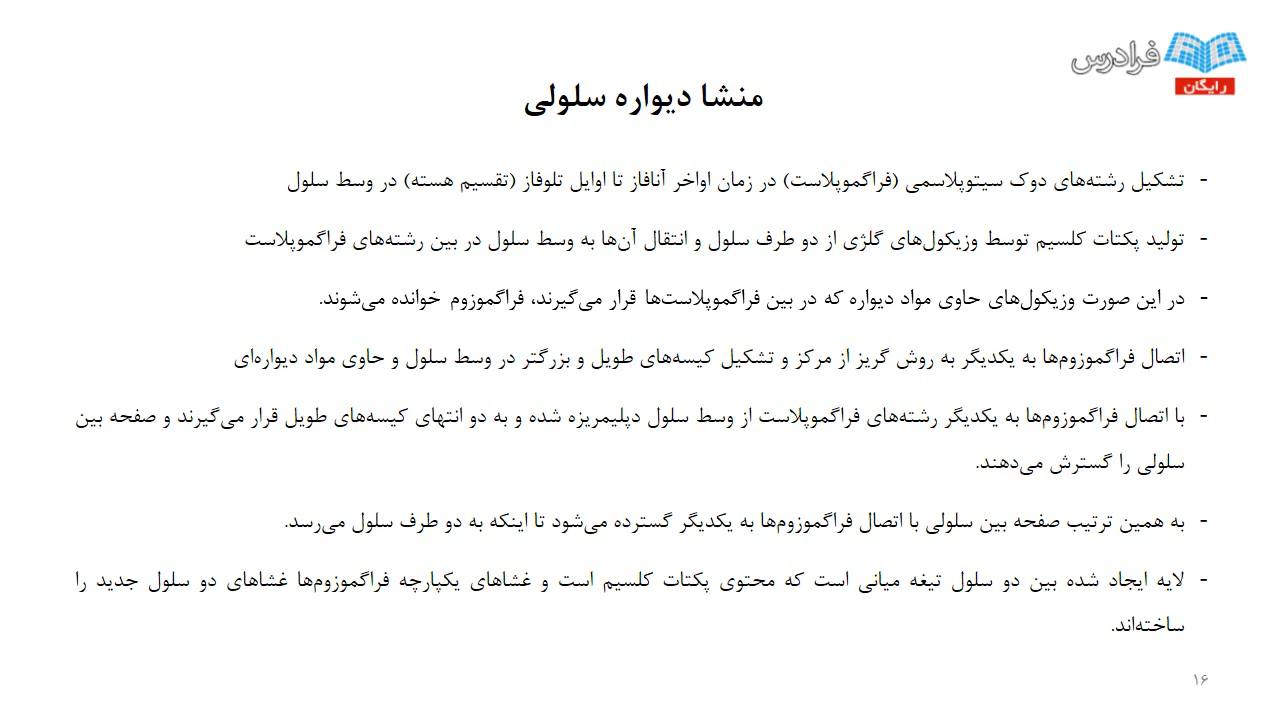 فرادرس
رایگان
منشا دیواره سلولی
- تشکیل رشته‌های دوک سیتوپلاسمی (فراگموپلاست) در زمان اواخر آنافاز تا اوایل تلوفاز (تقسیم هسته) در وسط سلول
- تولید پکتات کلسیم توسط وزیکول‌های گلژی از دو طرف سلول و انتقال آن‌ها به وسط سلول در بین رشته‌های فراگموپلاست
- در این صورت وزیکول‌های حاوی مواد دیواره که در بین فراگموپلاست‌ها قرار می‌گیرند، فراگموزوم خوانده می‌شوند.
- اتصال فراگموزوم‌ها به یکدیگر به روش گریز از مرکز و تشکیل کیسه‌های طویل و بزرگتر در وسط سلول و حاوی مواد دیواره‌ای
- با اتصال فراگموزوم‌ها به یکدیگر رشته‌های فراگموپلاست از وسط سلول دپلیمریزه شده و به دو انتهای کیسه‌های طویل قرار می‌گیرند و صفحه بین
سلولی را گسترش می‌دهند.
- به همین ترتیب صفحه بین سلولی با اتصال فراگموزوم‌ها به یکدیگر گسترده می‌شود تا اینکه به دو طرف سلول می‌رسد.
- لایه ایجاد شده بین دو سلول تیغه میانی است که محتوی پکتات کلسیم است و غشاهای یکپارچه فراگموزوم‌ها غشاهای دو سلول جدید را
ساخته‌اند.
۱۶